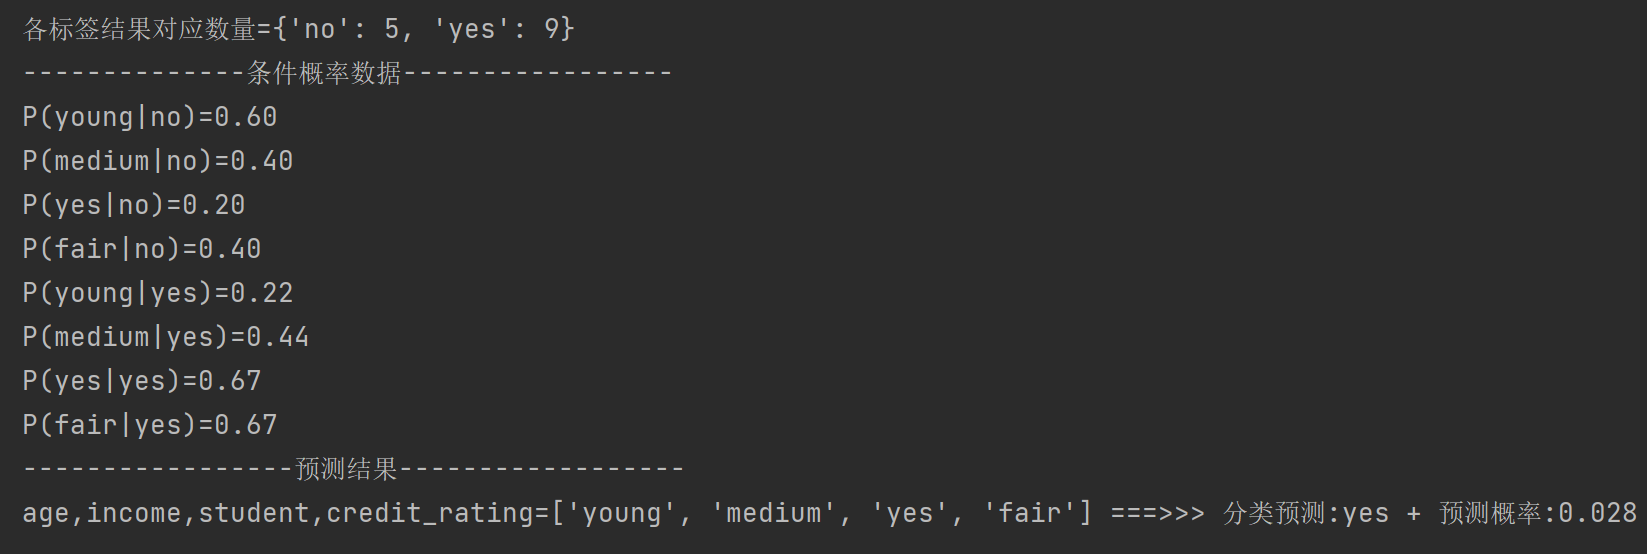 各标签结果对应数量={'no': 5, 'yes': 9}
--------------条件概率数据-----------------
P(young|no)=0.60
P(medium|no)=0.40
P(yes|no)=0.20
P(fair|no)=0.40
P(young|yes)=0.22
P(medium|yes)=0.44
P(yes|yes)=0.67
P(fair|yes)=0.67
-----------------预测结果------------------
age,income,student,credit_rating=['young', 'medium', 'yes', 'fair'] ===>>> 分类预测:yes + 预测概率:0.028